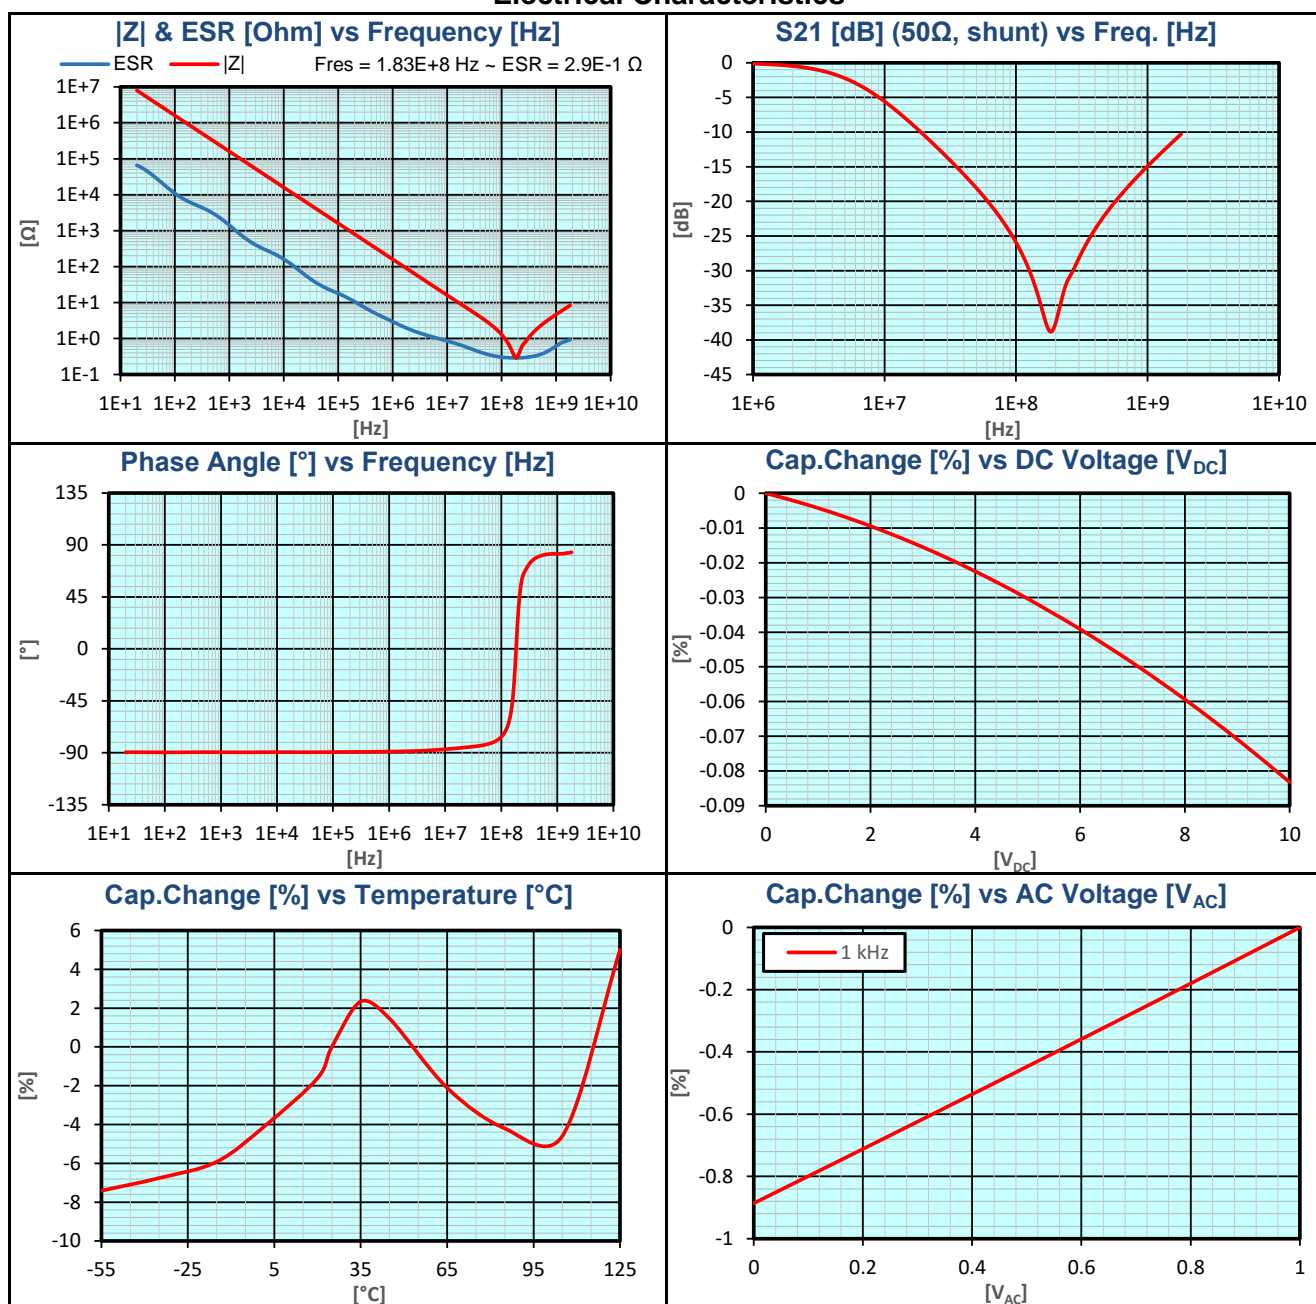 Electrical Characteristics
|Z| & ESR [Ohm] vs Frequency [Hz]
ESR |Z| Fres = 1.83E+8 Hz ~ ESR = 2.9E-1 Ω
1E+7
1E+6
1E+5
1E+4
1E+3
1E+2
1E+1
1E+0
1E-1
[Ω]
1E+1 1E+2 1E+3 1E+4 1E+5 1E+6 1E+7 1E+8 1E+9 1E+10
[Hz]
S21 [dB] (50Ω, shunt) vs Freq. [Hz]
0
-5
-10
-15
-20
-25
-30
-35
-40
-45
[dB]
1E+6 1E+7 1E+8 1E+9 1E+10
[Hz]
Phase Angle [°] vs Frequency [Hz]
135
90
45
0
-45
-90
-135
[°]
1E+1 1E+2 1E+3 1E+4 1E+5 1E+6 1E+7 1E+8 1E+9 1E+10
[Hz]
Cap.Change [%] vs DC Voltage [VDC]
0
-0.01
-0.02
-0.03
-0.04
-0.05
-0.06
-0.07
-0.08
-0.09
[%]
0 2 4 6 8 10
[VDC]
Cap.Change [%] vs Temperature [°C]
6
4
2
0
-2
-4
-6
-8
-10
[%]
-55 -25 5 35 65 95 125
[°C]
Cap.Change [%] vs AC Voltage [VAC]
1 kHz
0
-0.2
-0.4
-0.6
-0.8
-1
[%]
0 0.2 0.4 0.6 0.8 1
[VAC]